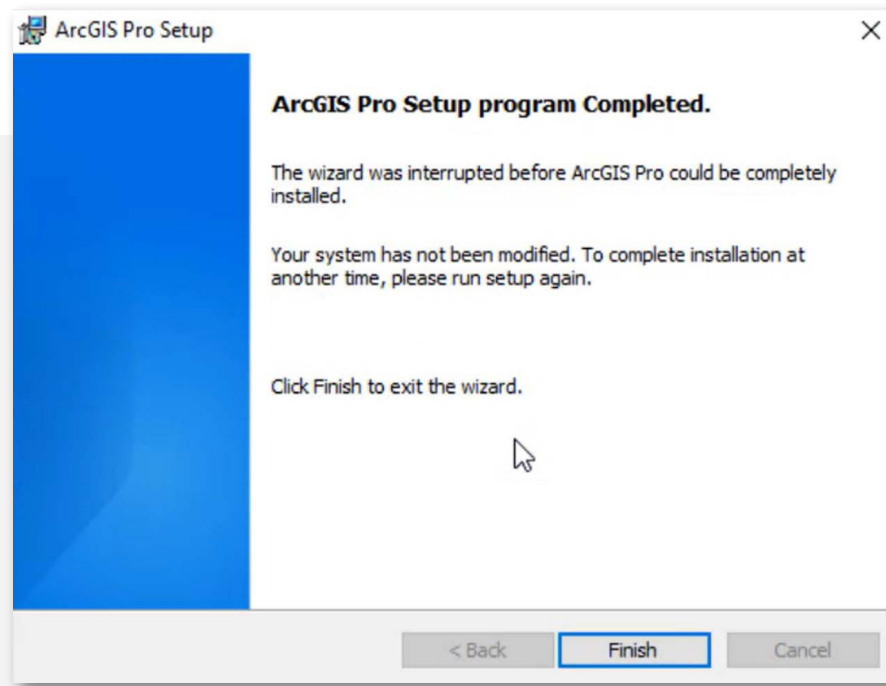 ArcGIS Pro Setup
ArcGIS Pro Setup program Completed.
The wizard was interrupted before ArcGIS Pro could be completely
installed.
Your system has not been modified. To complete installation at
another time, please run setup again.
Click Finish to exit the wizard.
< Back
Finish
Cancel